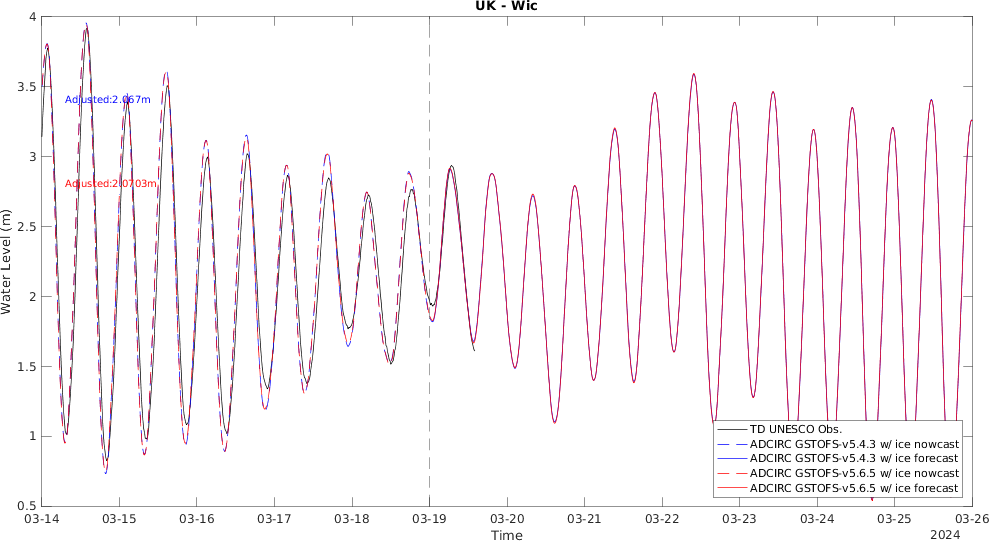 UK - Wic
4
3.5
3
2.5
2
1.5
1
0.5
Water Level (m)
Adjusted:2.067m
Adjusted:2.0703m
TD UNESCO Obs.
ADCIRC GSTOFS-v5.4.3 w/ ice nowcast
ADCIRC GSTOFS-v5.4.3 w/ ice forecast
ADCIRC GSTOFS-v5.6.5 w/ ice nowcast
ADCIRC GSTOFS-v5.6.5 w/ ice forecast
03-14 03-15 03-16 03-17 03-18 03-19 03-20 03-21 03-22 03-23 03-24 03-25 03-26
Time
2024